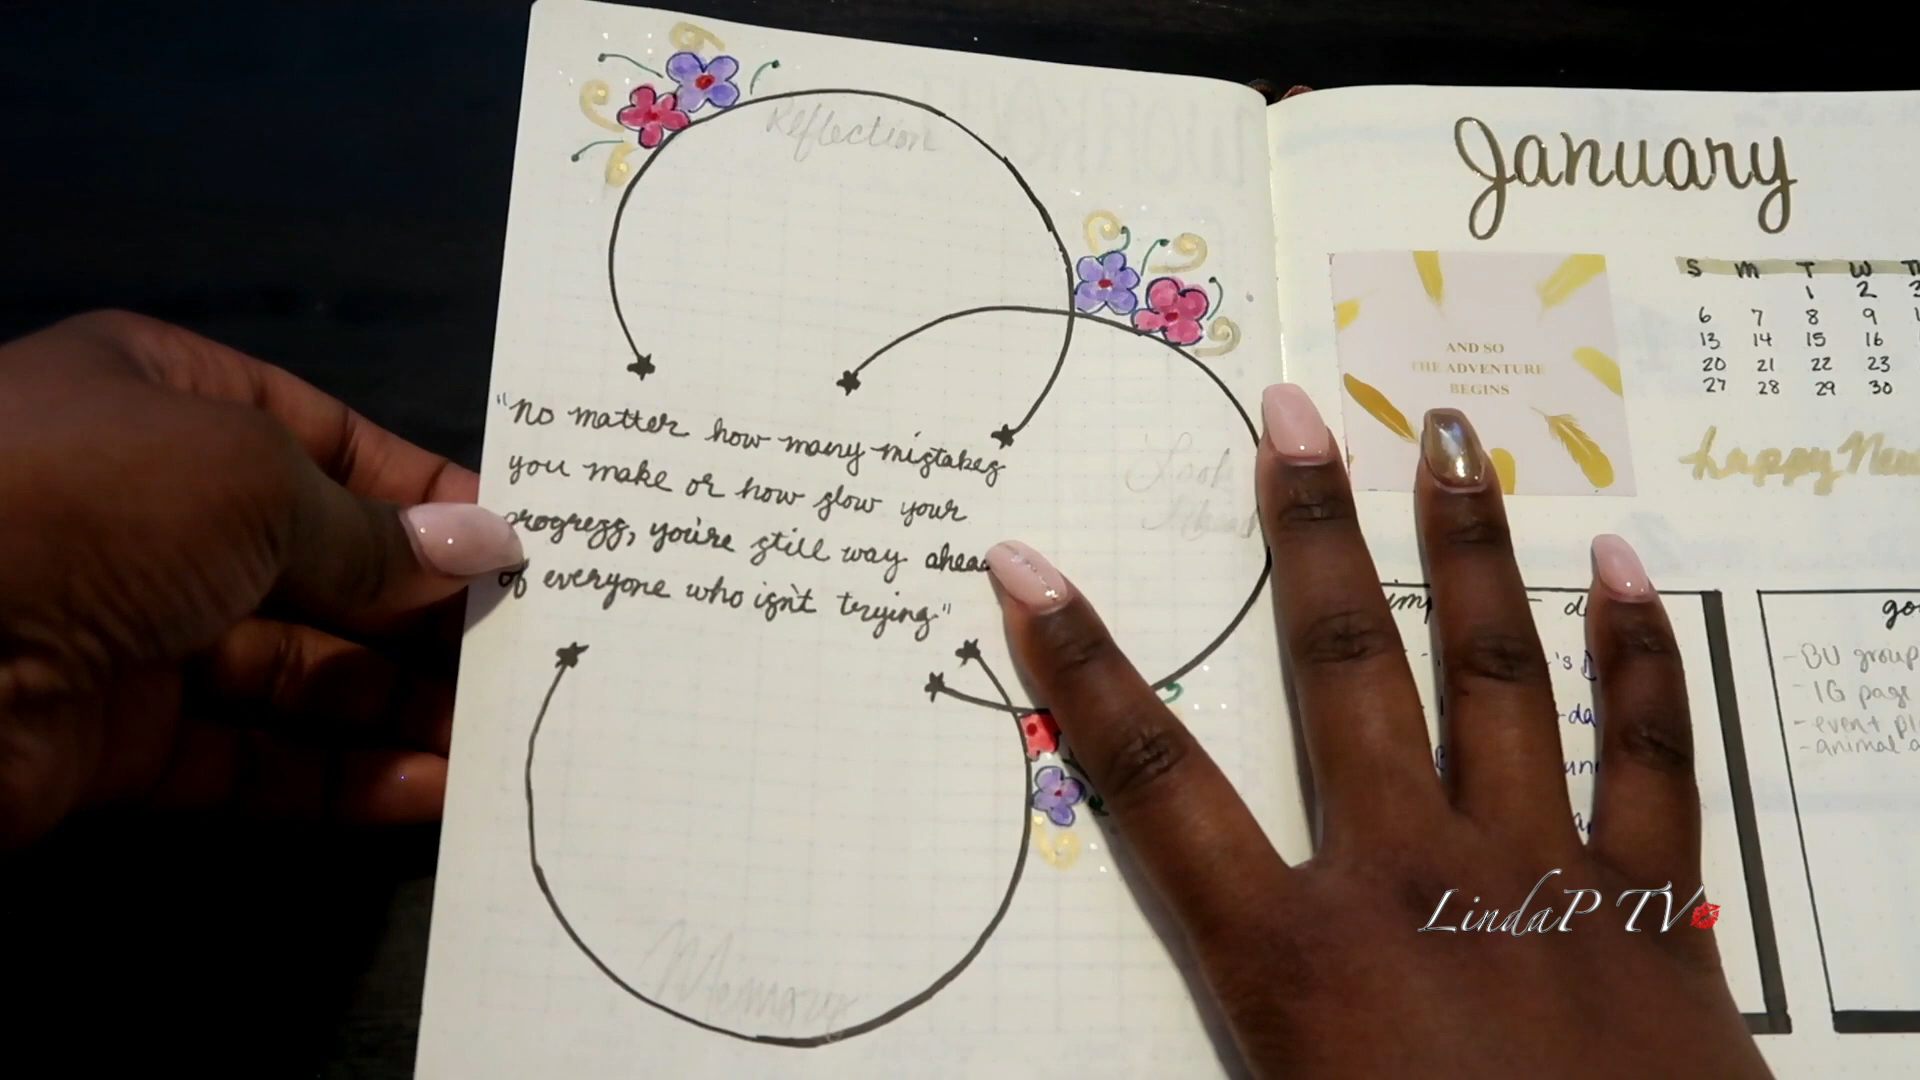 Reflection
"No matter how many mistakes
you make or how slow your
progress, you're still way ahead
of everyone who isn't trying"
Look
Ahead
Memory
January
AND SO
THE ADVENTURE
BEGINS
S M T W
1 2
6 7 8 9
13 14 15 16
20 21 22 23
27 28 29 30
happy New
- BU group
- IG page
- event
- animal
LindaP TV